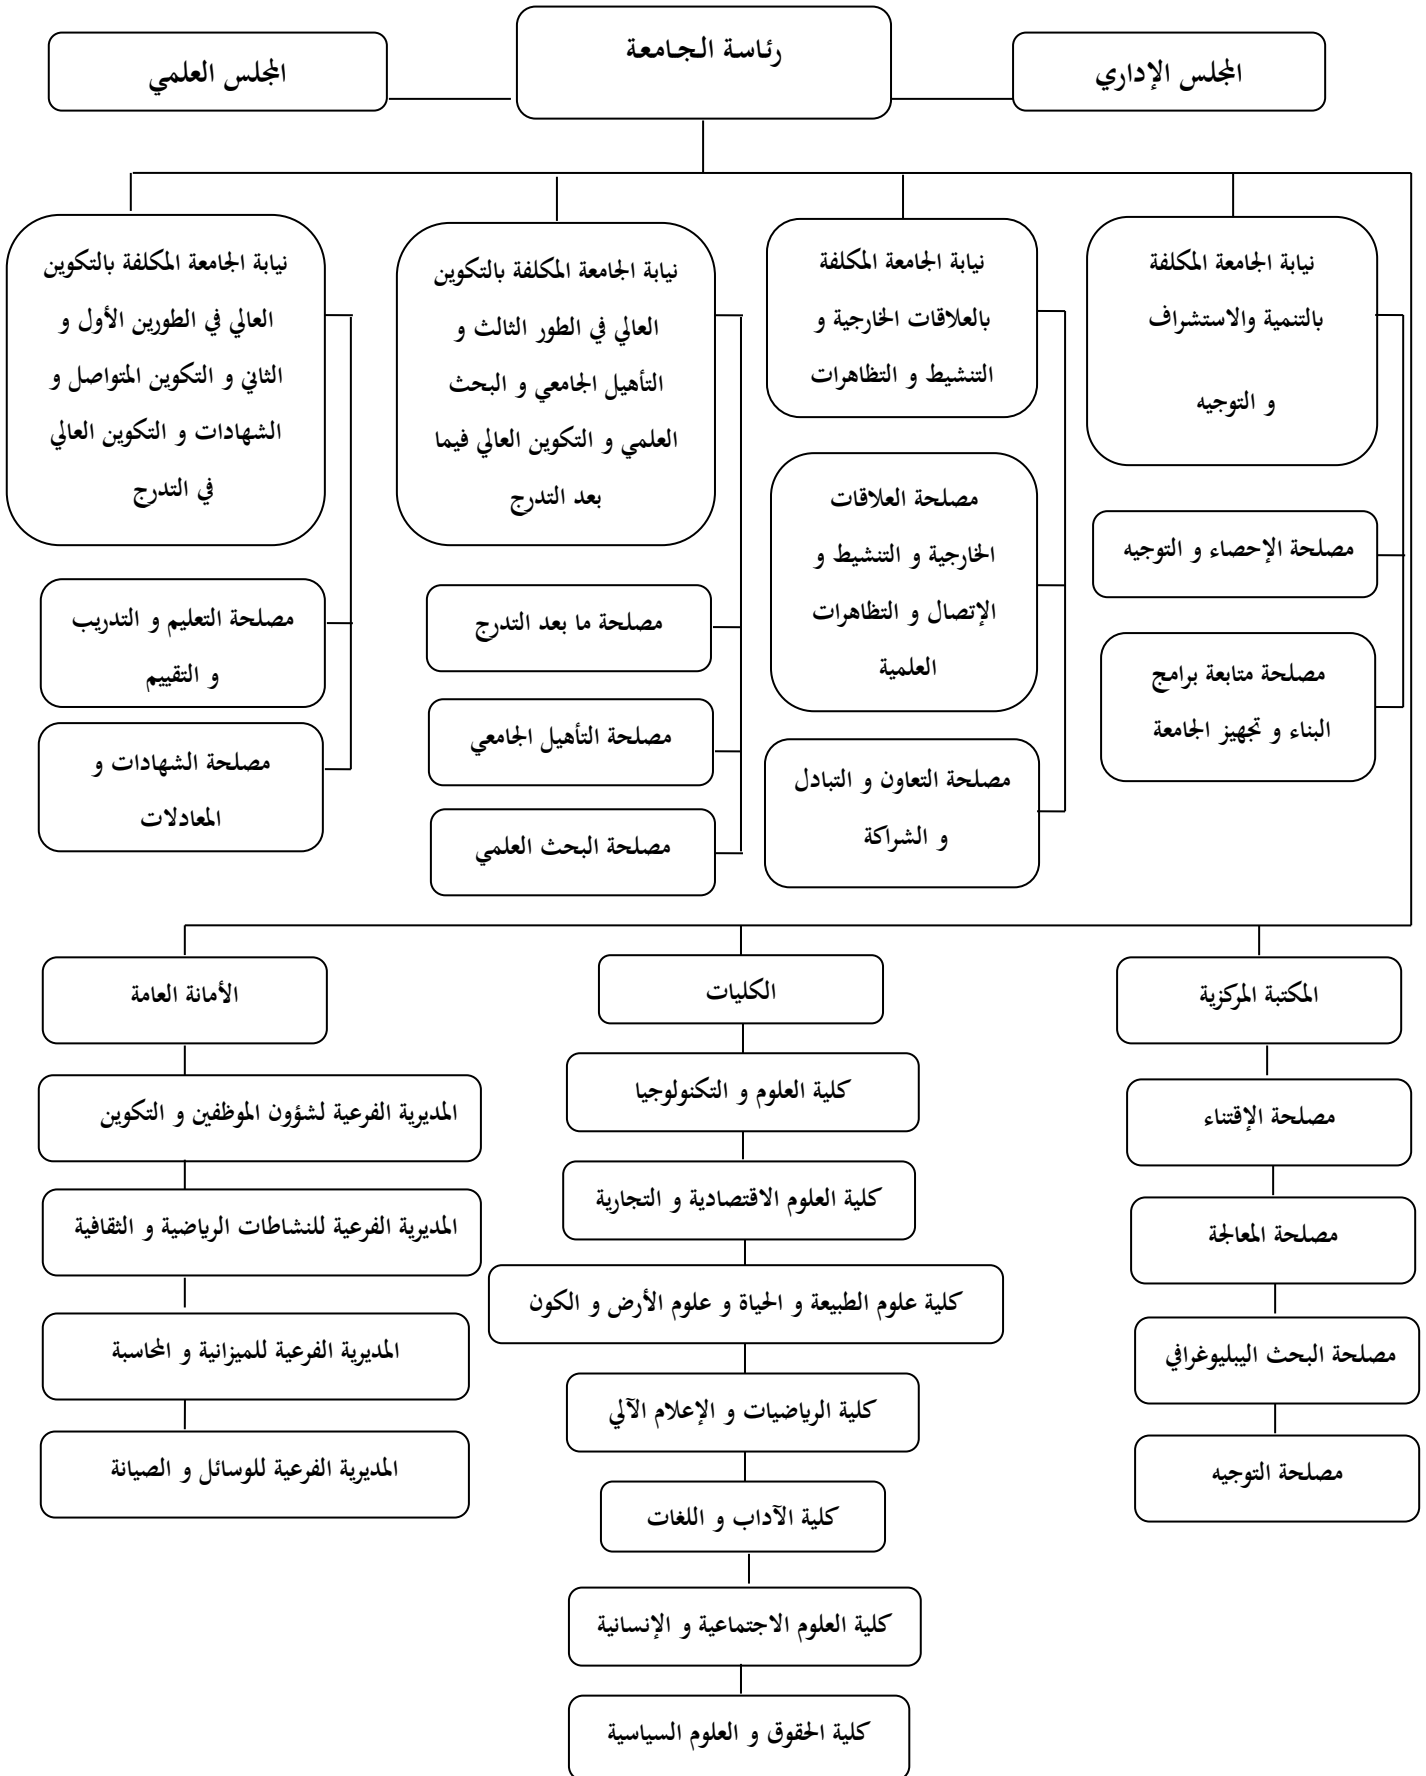 رئاسة الجامعة
المجلس الإداري
المجلس العلمي
نيابة الجامعة المكلفة
بالتنمية والاستشراف
و التوجيه
مصلحة الإحصاء و التوجيه
مصلحة متابعة برامج
البناء و تجهيز الجامعة
نيابة الجامعة المكلفة
بالعلاقات الخارجية و
التنشيط و التظاهرات
مصلحة العلاقات
الخارجية و التنشيط و
الإتصال و التظاهرات
العلمية
مصلحة التعاون و التبادل
و الشراكة
نيابة الجامعة المكلفة بالتكوين
العالي في الطور الثالث و
التأهيل الجامعي و البحث
العلمي و التكوين العالي فيما
بعد التدرج
مصلحة ما بعد التدرج
مصلحة التأهيل الجامعي
مصلحة البحث العلمي
نيابة الجامعة المكلفة بالتكوين
العالي في الطورين الأول و
الثاني و التكوين المتواصل و
الشهادات و التكوين العالي
في التدرج
مصلحة التعليم و التدريب
و التقييم
مصلحة الشهادات و
المعادلات
المكتبة المركزية
مصلحة الإقتناء
مصلحة المعالجة
مصلحة البحث البيليوغرافي
مصلحة التوجيه
الكليات
كلية العلوم و التكنولوجيا
كلية العلوم الاقتصادية و التجارية
كلية علوم الطبيعة و الحياة و علوم الأرض و الكون
كلية الرياضيات و الإعلام الآلي
كلية الآداب و اللغات
كلية العلوم الاجتماعية و الإنسانية
كلية الحقوق و العلوم السياسية
الأمانة العامة
المديرية الفرعية لشؤون الموظفين و التكوين
المديرية الفرعية للنشاطات الرياضية و الثقافية
المديرية الفرعية للميزانية و المحاسبة
المديرية الفرعية للوسائل و الصيانة